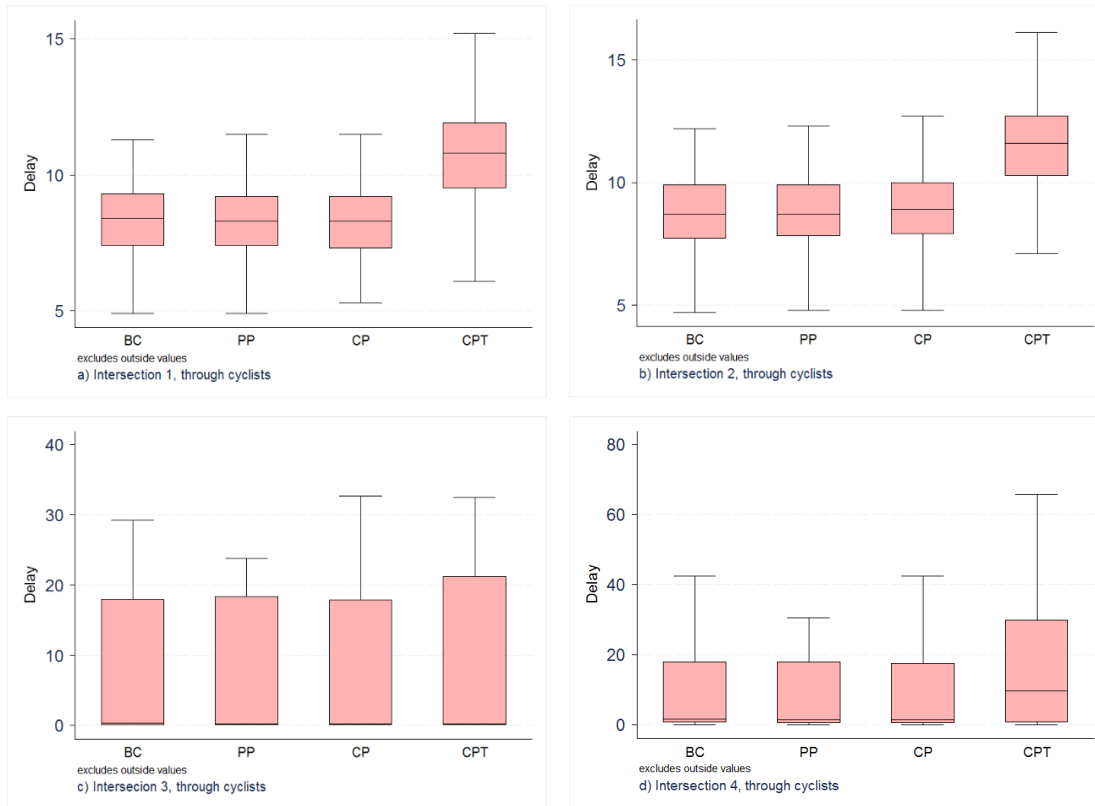 15
10
5
Delay
BC PP CP CPT
excludes outside values
a) Intersection 1, through cyclists
15
10
5
Delay
BC PP CP CPT
excludes outside values
b) Intersection 2, through cyclists
40
30
20
10
0
Delay
BC PP CP CPT
excludes outside values
c) Intersecion 3, through cyclists
80
60
40
20
0
Delay
BC PP CP CPT
excludes outside values
d) Intersection 4, through cyclists